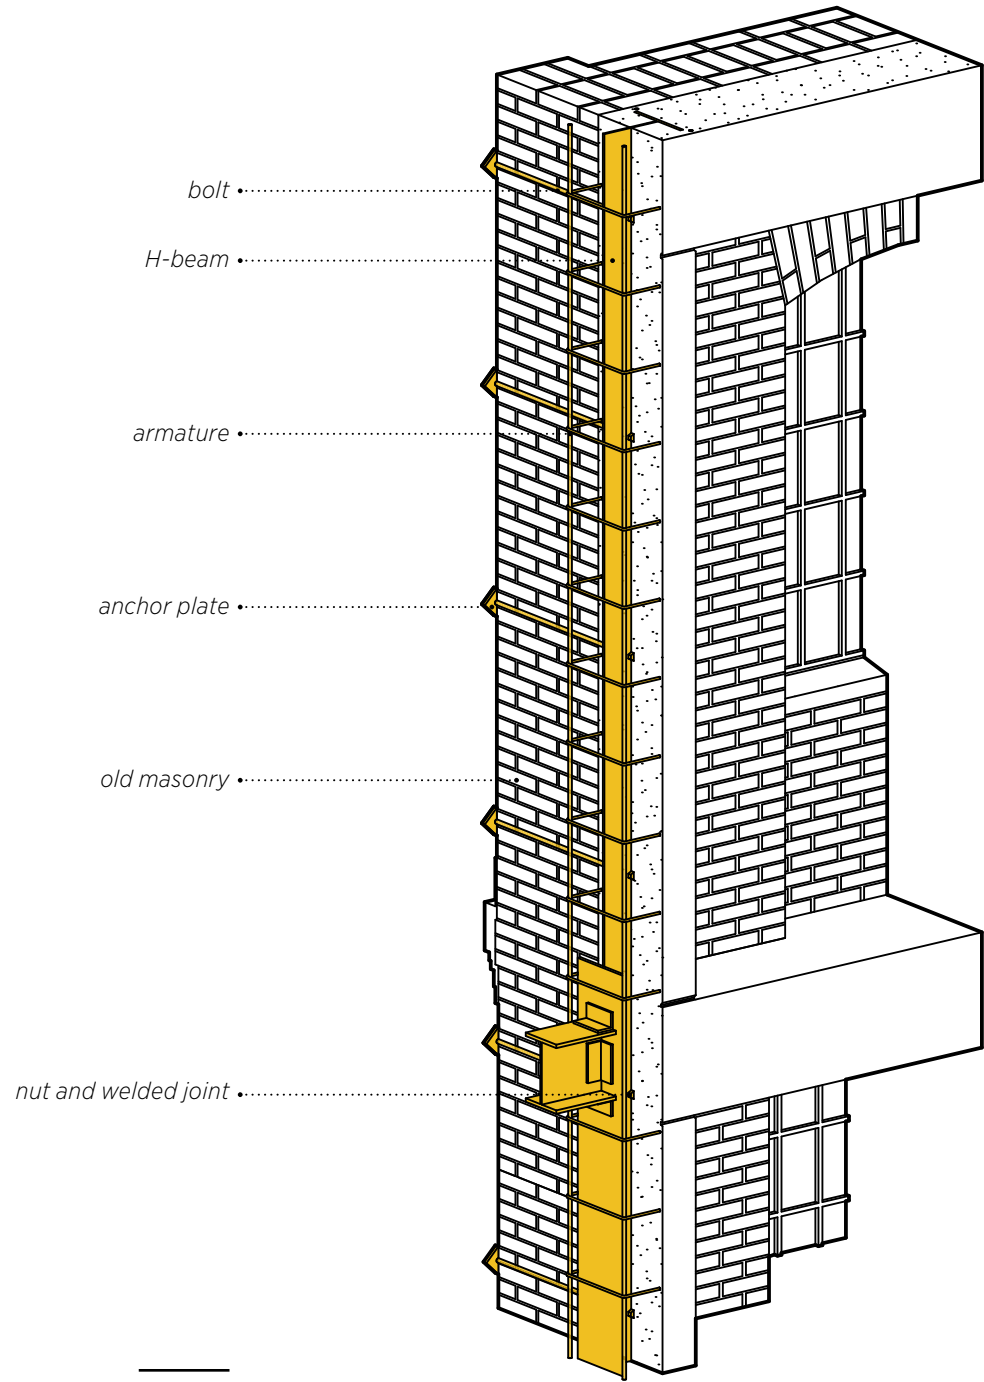 bolt
H-beam
armature
anchor plate
old masonry
nut and welded joint